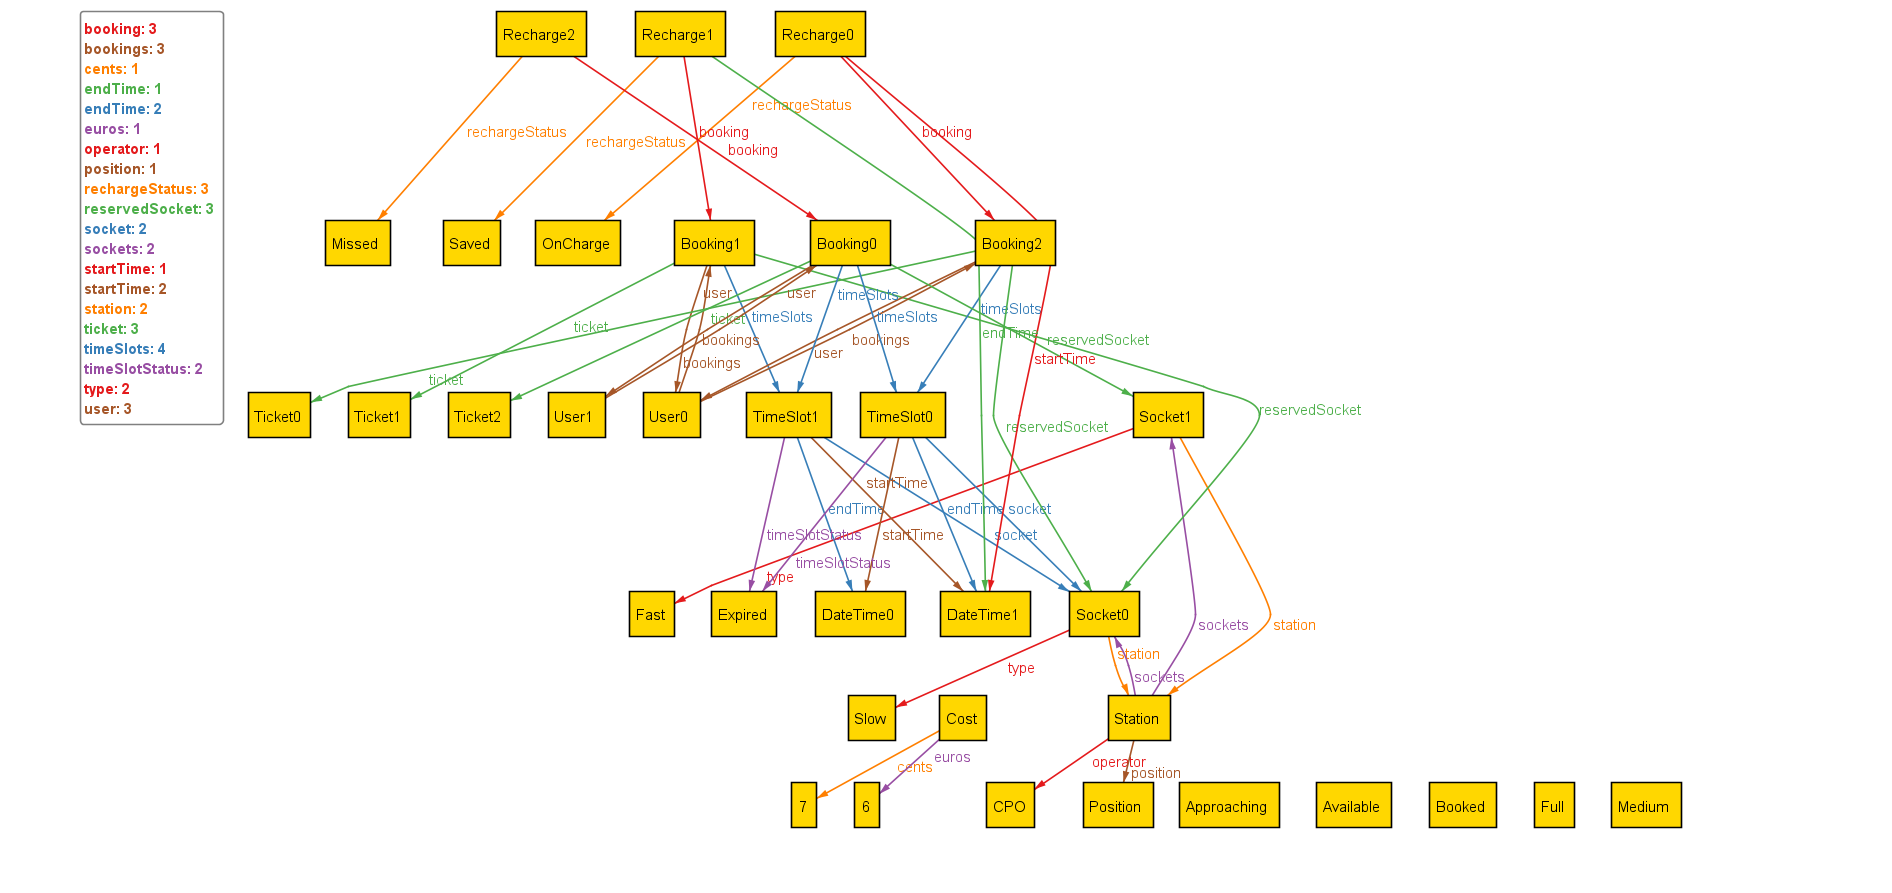 booking: 3
bookings: 3
cents: 1
endTime: 1
endTime: 2
euros: 1
operator: 1
position: 1
rechargeStatus: 3
reservedSocket: 3
socket: 2
sockets: 2
startTime: 1
startTime: 2
station: 2
ticket: 3
timeSlots: 4
timeSlotStatus: 2
type: 2
user: 3
Recharge2
Recharge1
Recharge0
rechargeStatus
rechargeStatus
rechargeStatus
booking
booking
booking
Missed
Saved
OnCharge
Booking1
Booking0
Booking2
user
user
timeSlots
timeSlots
timeSlots
timeSlots
ticket
ticket
endTime
reservedSocket
bookings
bookings
bookings
user
startTime
ticket
Ticket0
Ticket1
Ticket2
User1
User0
TimeSlot1
TimeSlot0
Socket1
reservedSocket
reservedSocket
startTime
endTime
endTime
socket
timeSlotStatus
startTime
socket
timeSlotStatus
type
Fast
Expired
DateTime0
DateTime1
Socket0
sockets
station
station
type
sockets
Slow
Cost
Station
euros
cents
operator
position
7
6
CPO
Position
Approaching
Available
Booked
Full
Medium